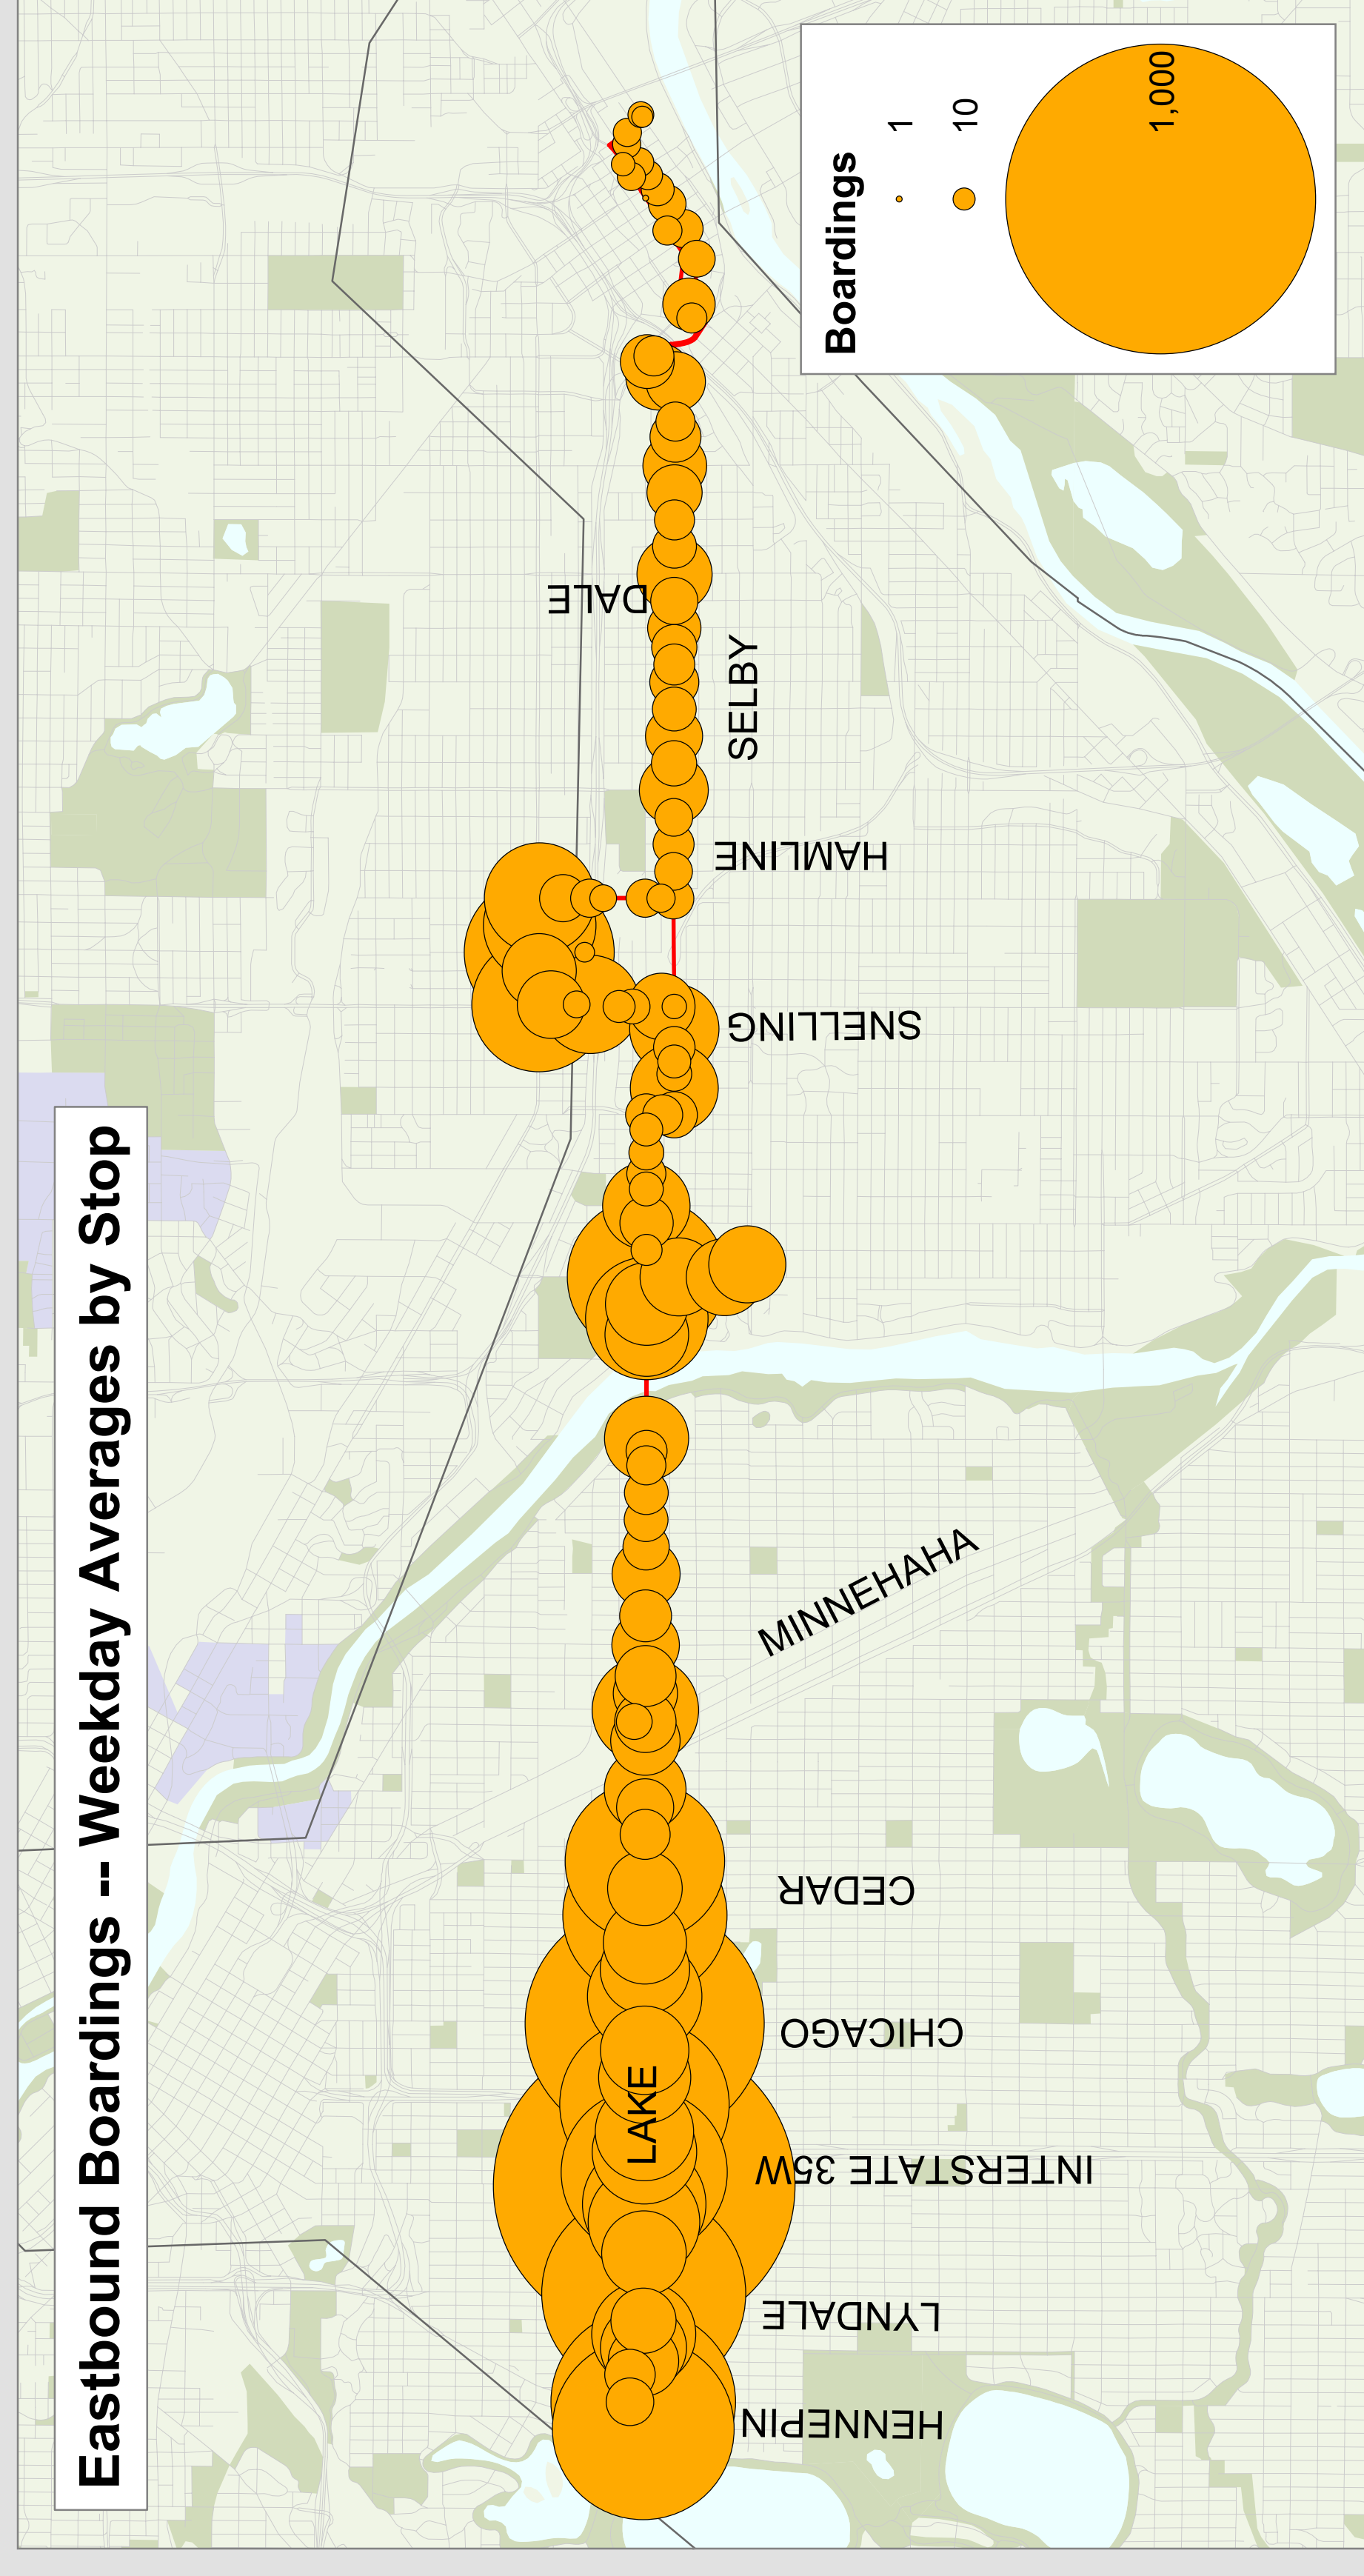 Eastbound Boardings -- Weekday Averages by Stop
HENNEPIN
LYNDALE
INTERSTATE 35W
LAKE
CHICAGO
CEDAR
MINNEHAHA
SNELLING
HAMLINE
SELBY
DALE
Boardings
1
10
1,000